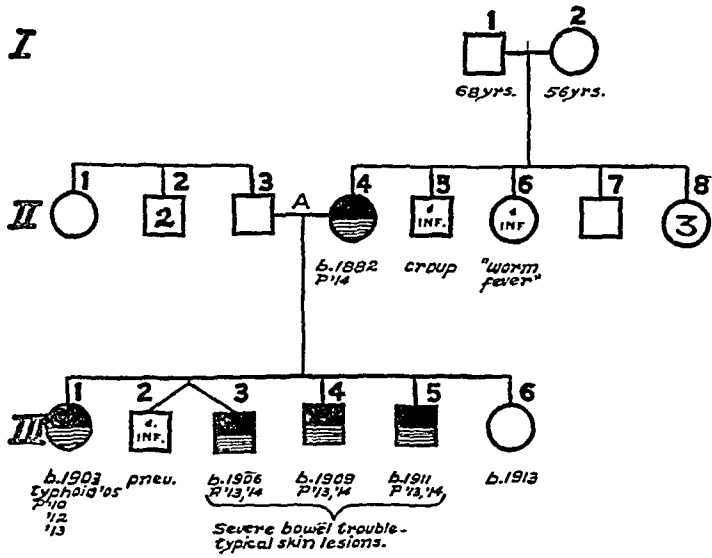 I
1 2
68yrs. 56yrs.
II
1 2 3 A 4 5 6 7 8
2 d INF. d INF 3
b.1882 croup "worm
P'14 fever"
III
1 2 3 4 5 6
d. INF.
b.1903 pneu. b.1906 b.1909 b.1911 b.1913
typhoid '05 P'13,'14 P'13,'14 P'13,'14,
P'10
'12
'13
Severe bowel trouble-
typical skin lesions.